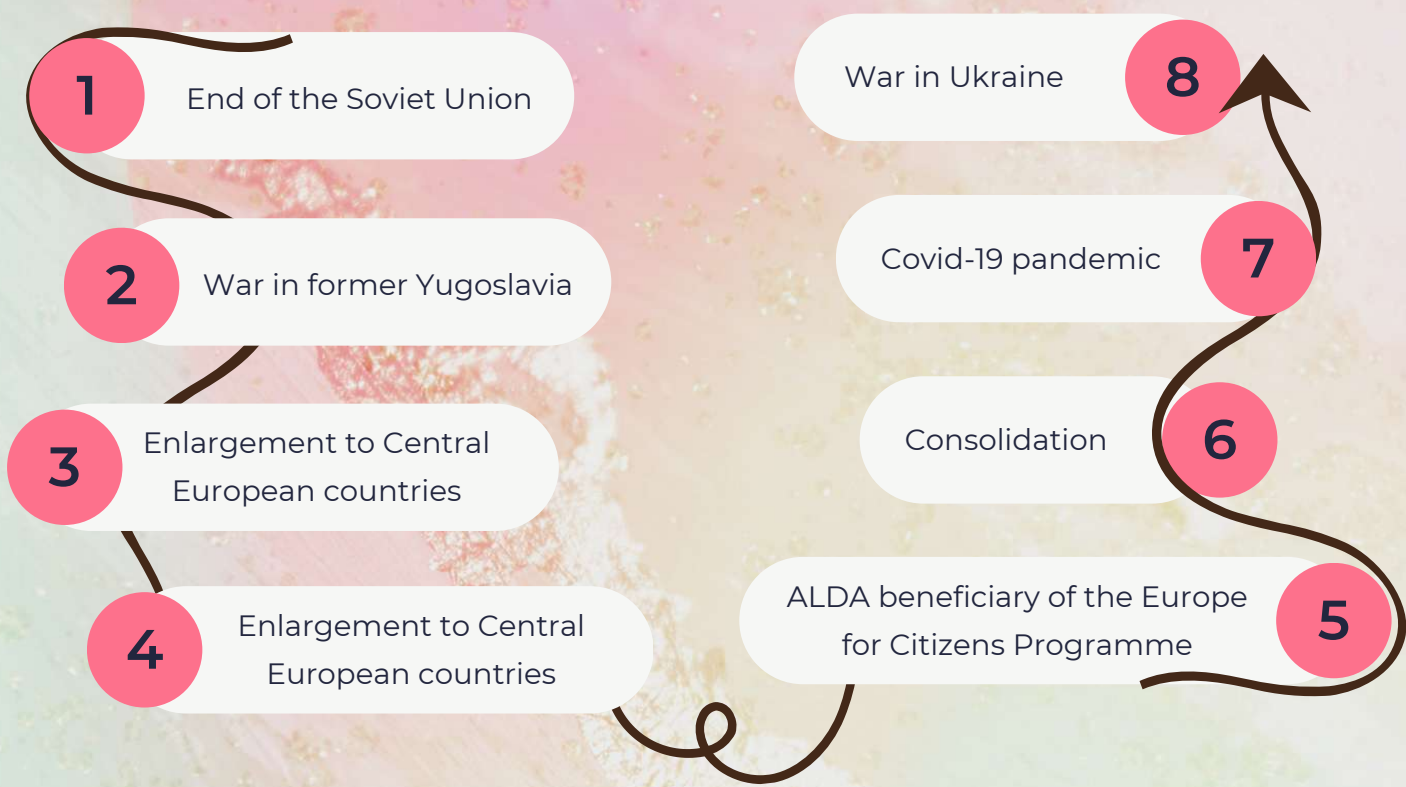 1
End of the Soviet Union
2
War in former Yugoslavia
3
Enlargement to Central
European countries
4
Enlargement to Central
European countries
5
ALDA beneficiary of the Europe
for Citizens Programme
6
Consolidation
7
Covid-19 pandemic
8
War in Ukraine